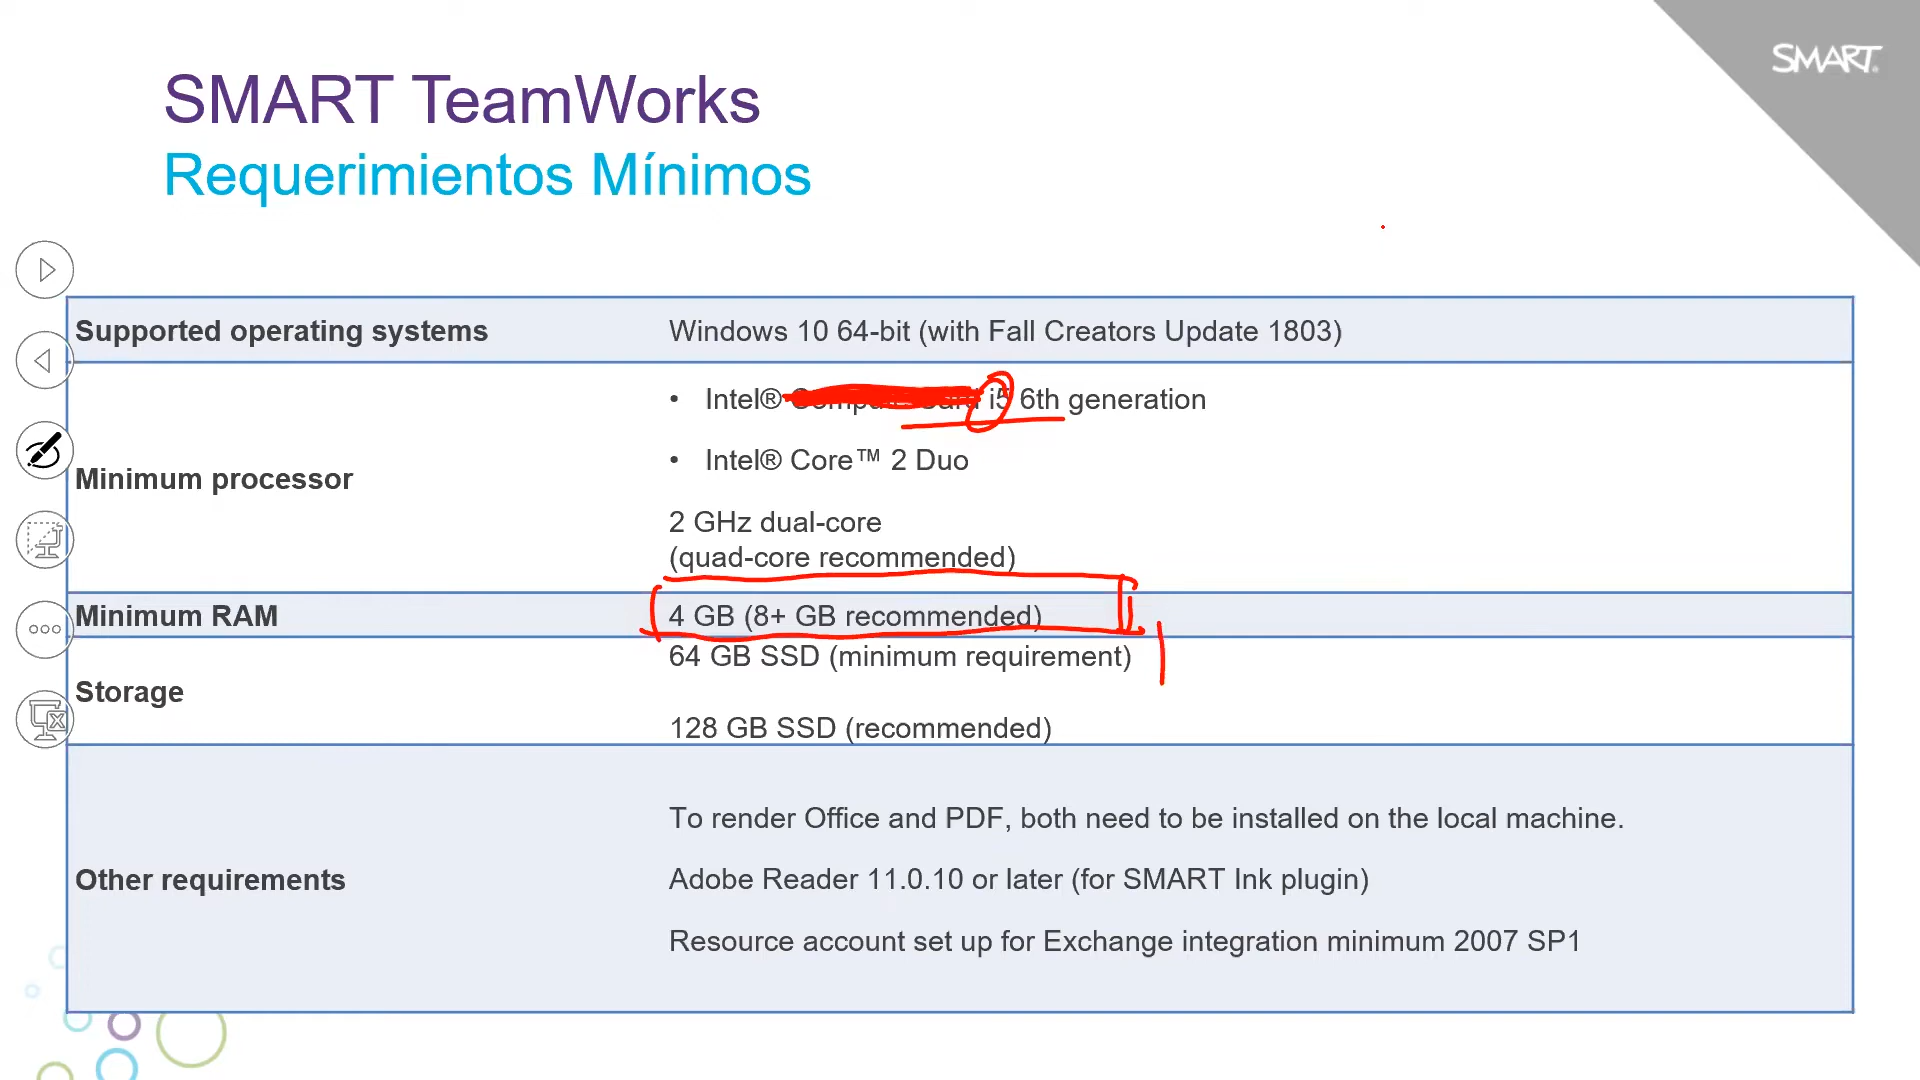 SMART
SMART TeamWorks
Requerimientos Mínimos
Supported operating systems
Windows 10 64-bit (with Fall Creators Update 1803)
Minimum processor
• Intel® i5 6th generation
• Intel® Core™ 2 Duo
2 GHz dual-core
(quad-core recommended)
Minimum RAM
4 GB (8+ GB recommended)
Storage
64 GB SSD (minimum requirement)
128 GB SSD (recommended)
Other requirements
To render Office and PDF, both need to be installed on the local machine.
Adobe Reader 11.0.10 or later (for SMART Ink plugin)
Resource account set up for Exchange integration minimum 2007 SP1